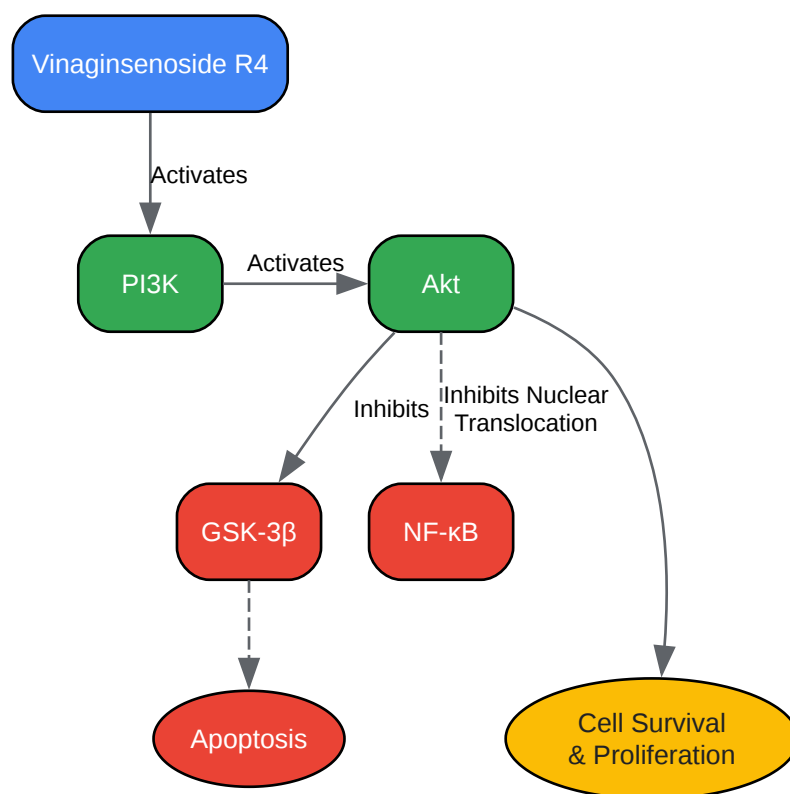 Vinaginsenoside R4
Activates
PI3K
Activates
Akt
Inhibits
Inhibits Nuclear
Translocation
GSK-3β
NF-κB
Apoptosis
Cell Survival
& Proliferation